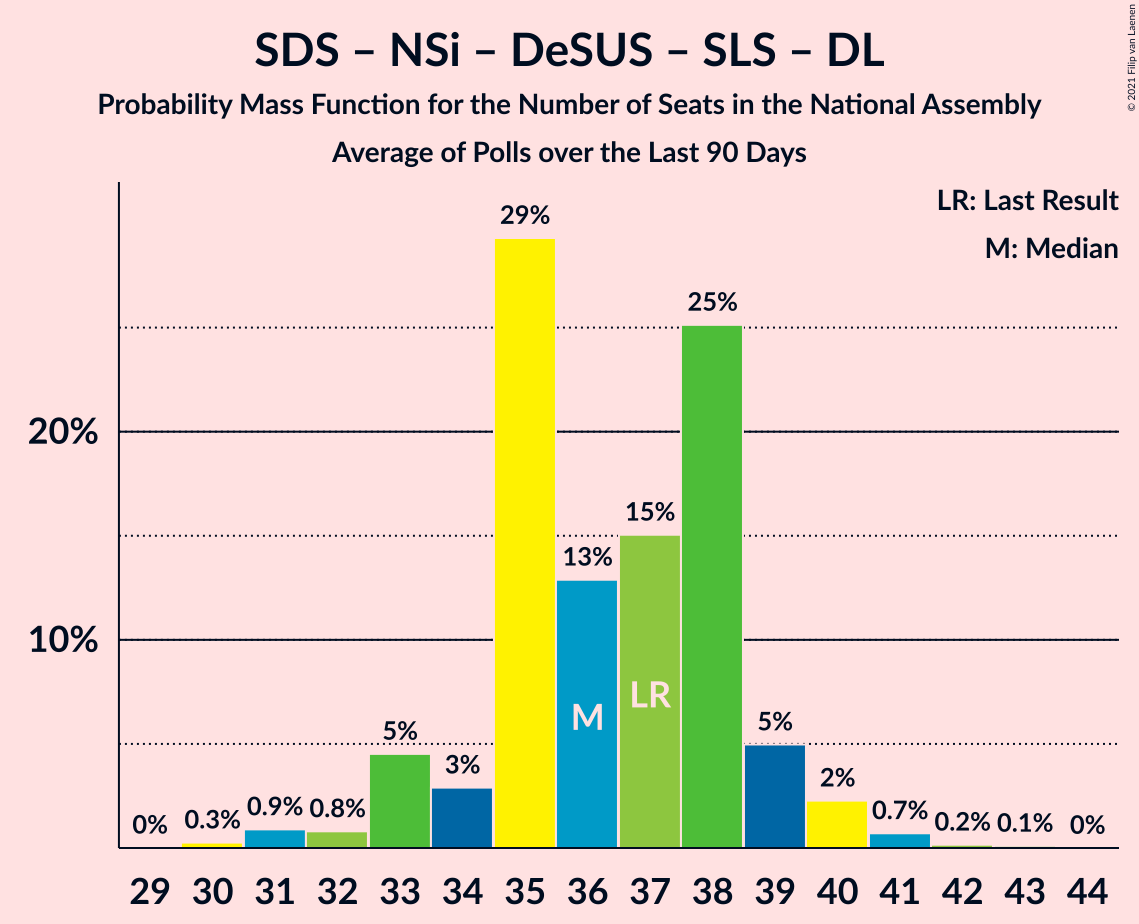 SDS – NSi – DeSUS – SLS – DL
Probability Mass Function for the Number of Seats in the National Assembly
Average of Polls over the Last 90 Days
© 2021 Filip van Laenen
LR: Last Result
M: Median
29%
25%
20%
15%
13%
10%
LR
M
5%
5%
3%
2%
0%
0.3%
0.9%
0.8%
0.7%
0.2%
0.1%
0%
29 30 31 32 33 34 35 36 37 38 39 40 41 42 43 44